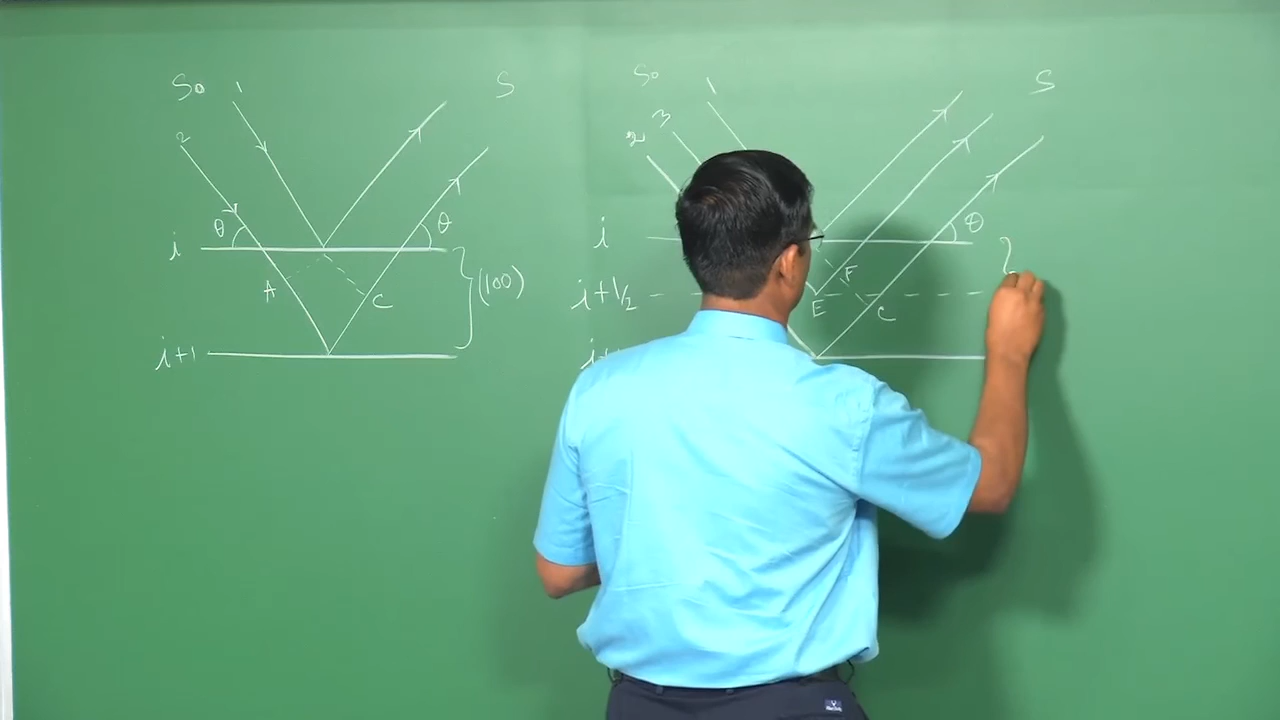 S₀ 1 S
2
θ θ
i
A C (100)
i+1
S₀ 1 S
3
2
θ
i
F
i+1/2 E C